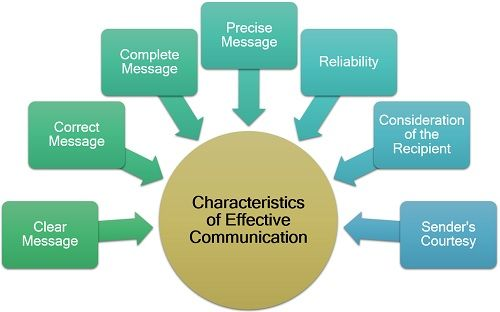 Clear
Message
Correct
Message
Complete
Message
Precise
Message
Reliability
Consideration
of the
Recipient
Sender's
Courtesy
Characteristics
of Effective
Communication